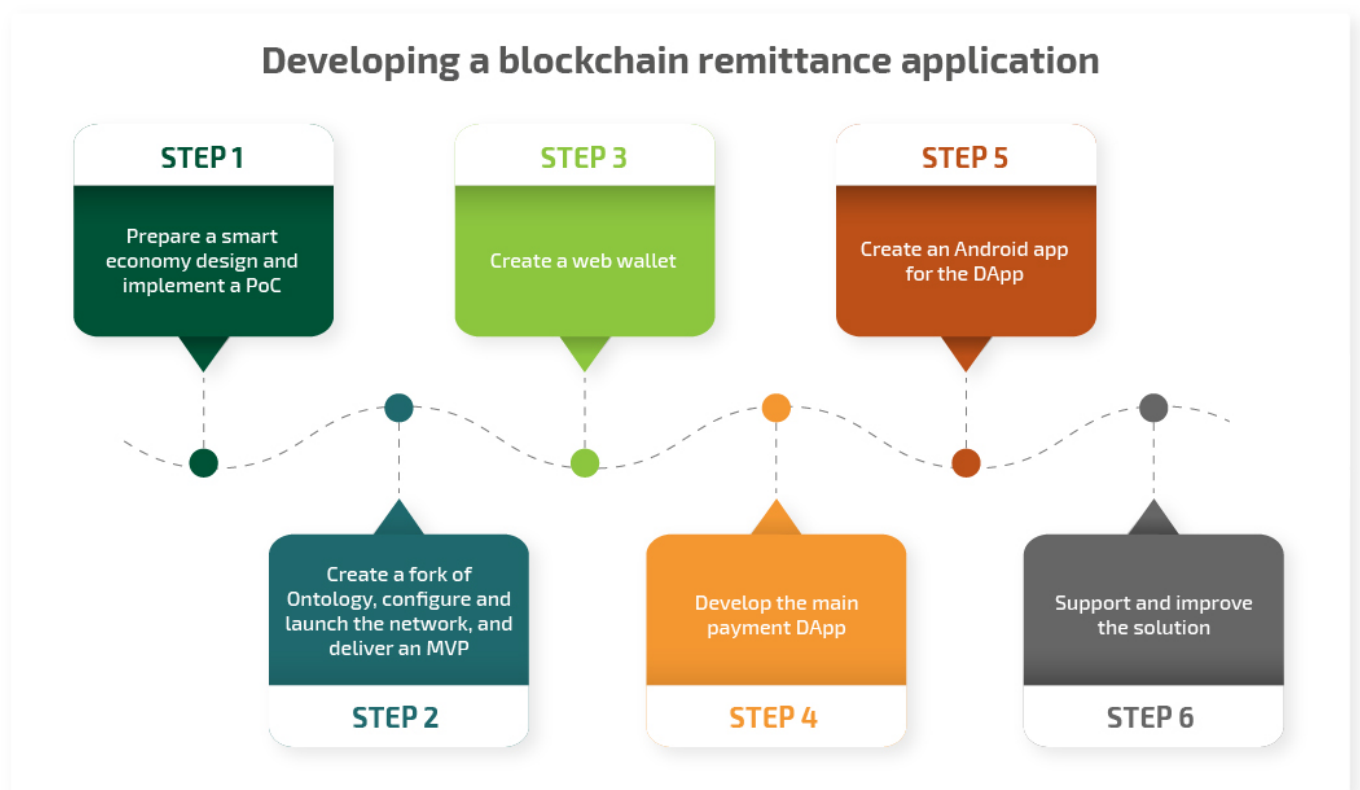 Developing a blockchain remittance application
STEP 1
Prepare a smart
economy design and
implement a PoC
Create a fork of
Ontology, configure and
launch the network, and
deliver an MVP
STEP 2
STEP 3
Create a web wallet
Develop the main
payment DApp
STEP 4
STEP 5
Create an Android app
for the DApp
Support and improve
the solution
STEP 6